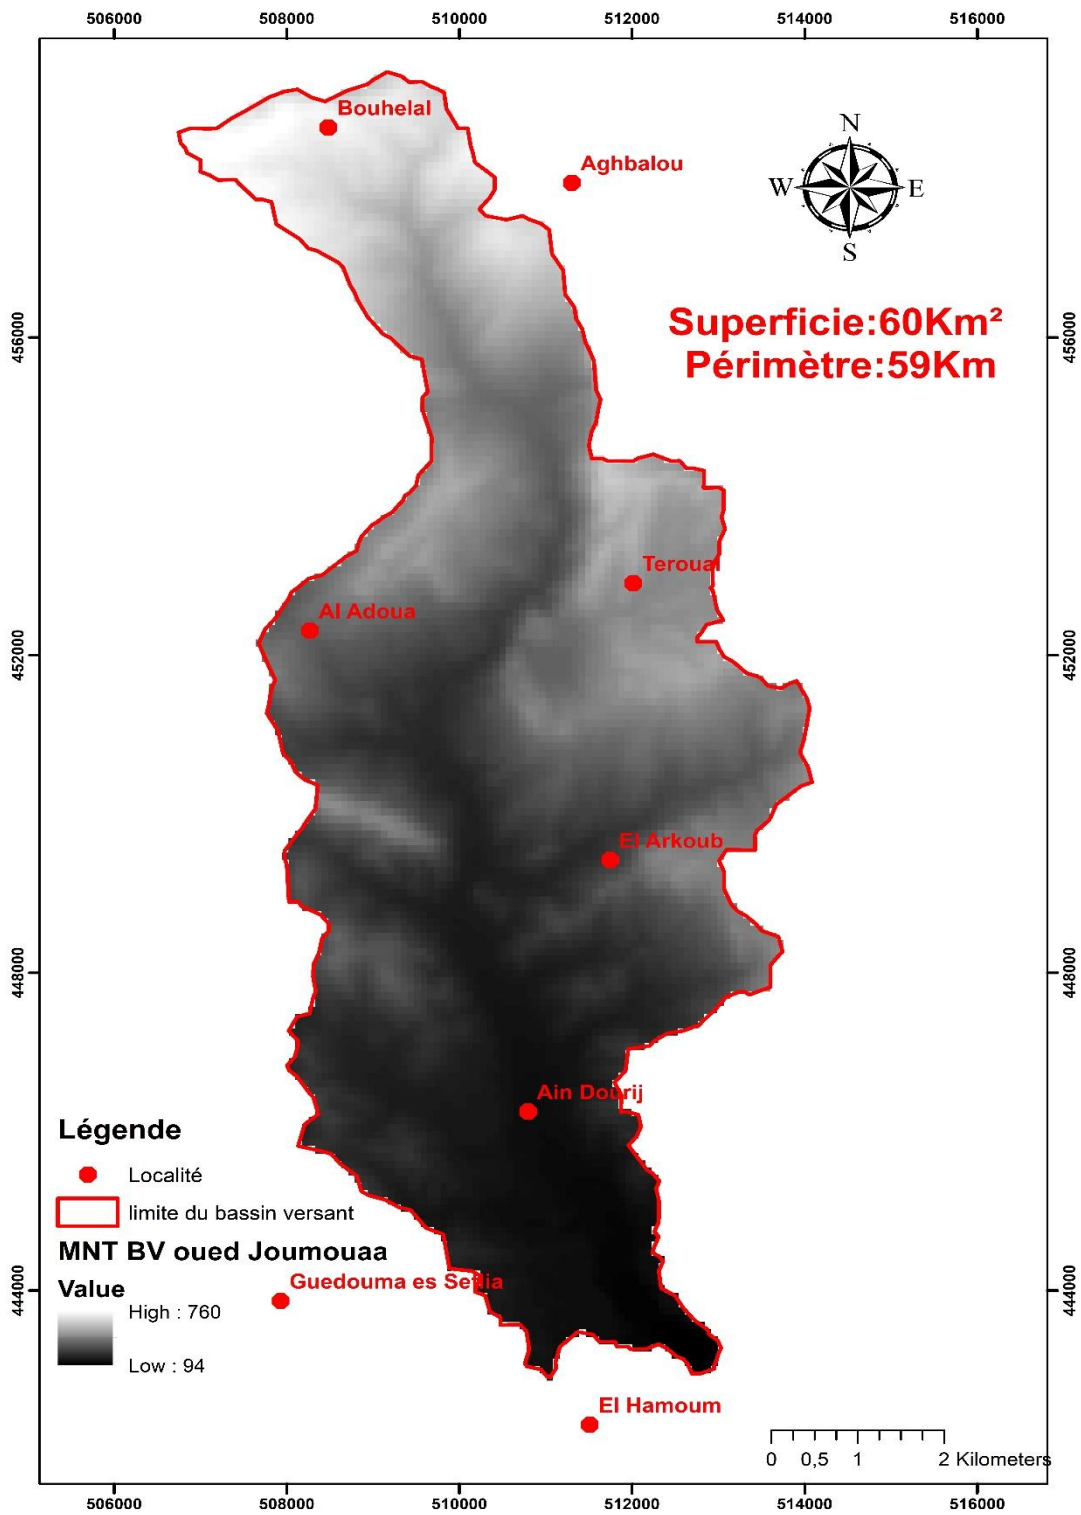 506000 508000 510000 512000 514000 516000
Bouhelal
Aghbalou
N
W E
S
Superficie:60Km²
Périmètre:59Km
456000 456000
Teroual
Al Adoua
452000 452000
El Arkoub
448000 448000
Ain Dourij
Légende
Localité
limite du bassin versant
MNT BV oued Joumouaa
Value
High : 760
Low : 94
Guedouma es Seflia
444000 444000
El Hamoum
0 0,5 1 2 Kilometers
506000 508000 510000 512000 514000 516000